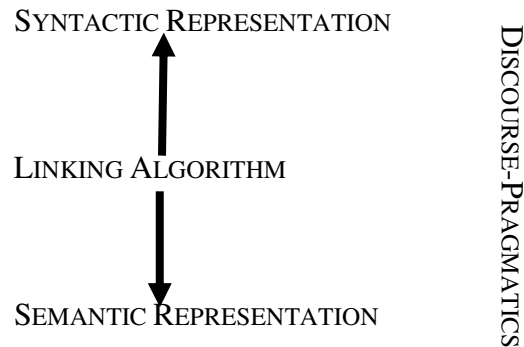 SYNTACTIC REPRESENTATION
LINKING ALGORITHM
SEMANTIC REPRESENTATION
DISCOURSE-PRAGMATICS